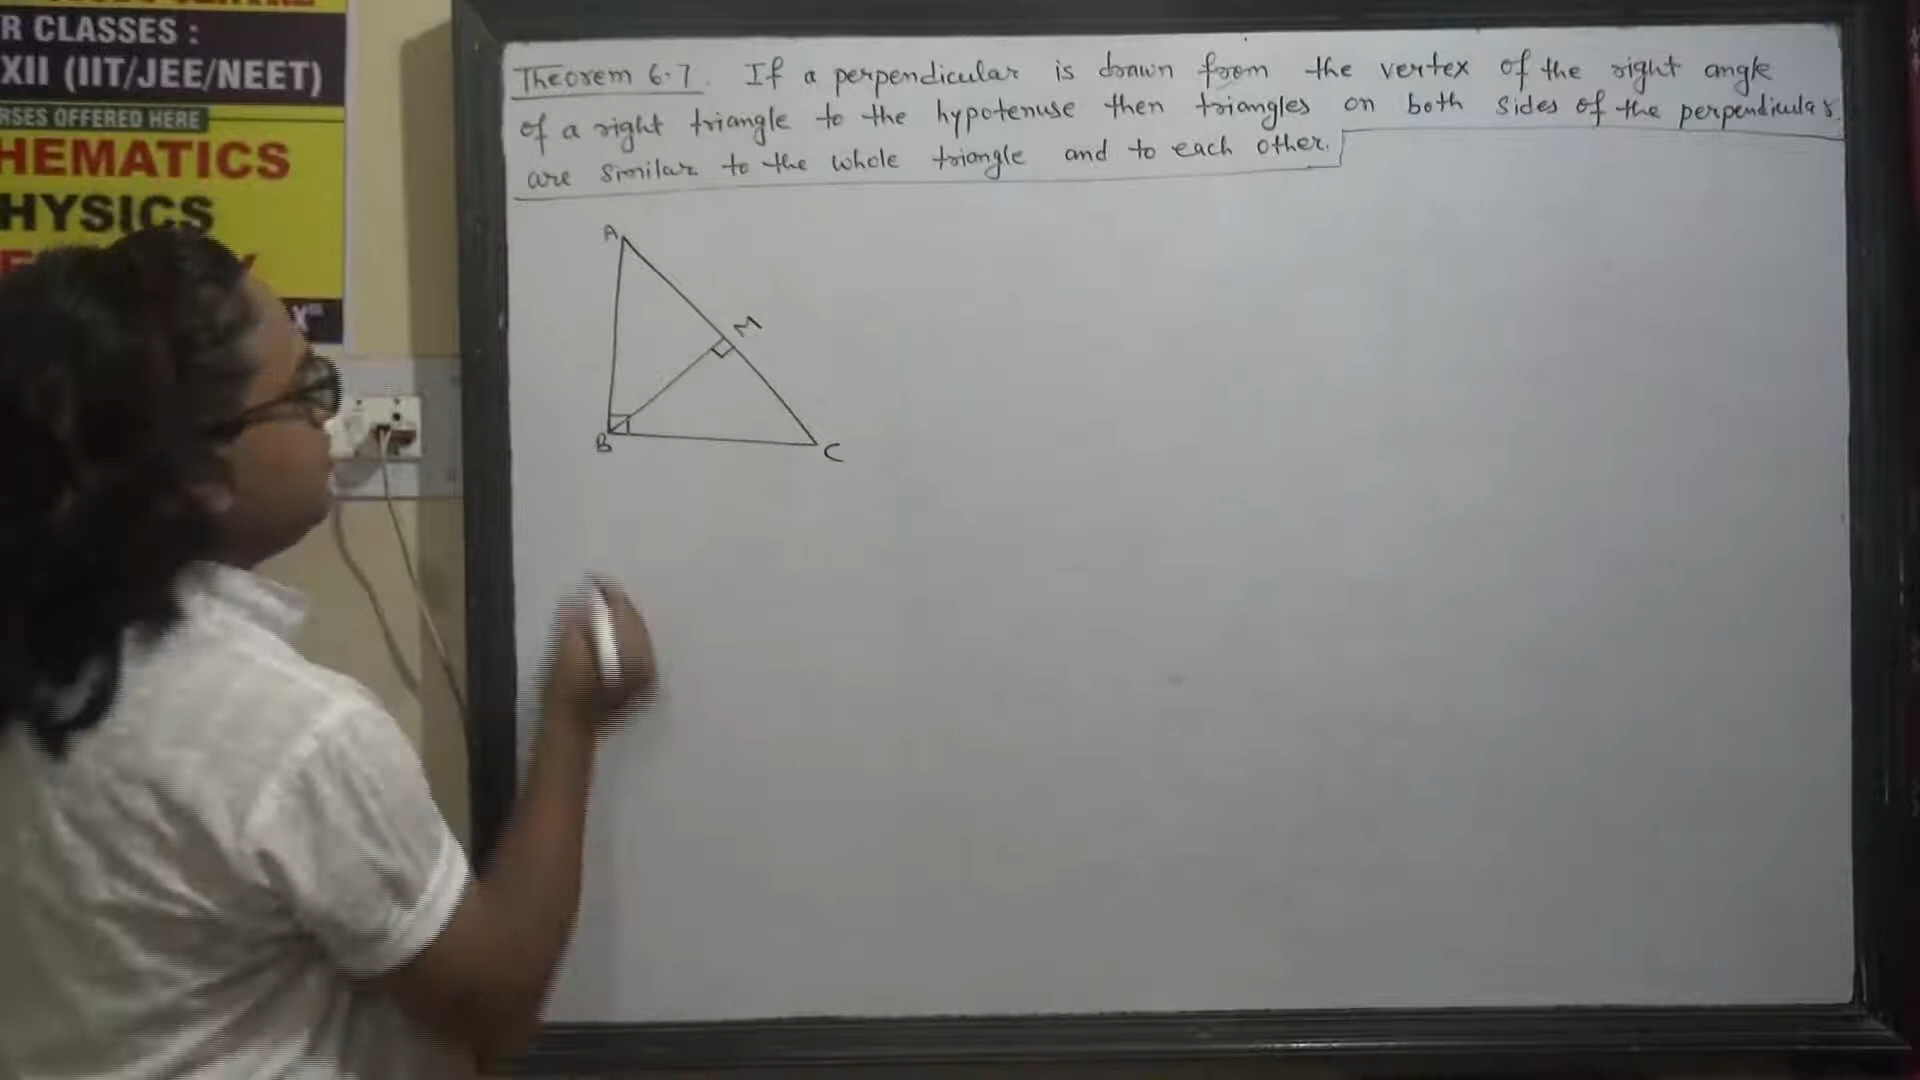 R CLASSES :
XII (IIT/JEE/NEET)
RSES OFFERED HERE
HEMATICS
HYSICS
Theorem 6.7. If a perpendicular is drawn from the vertex of the right angle
of a right triangle to the hypotenuse then triangles on both sides of the perpendicular
are similar to the whole triangle and to each other.
A
M
B
C